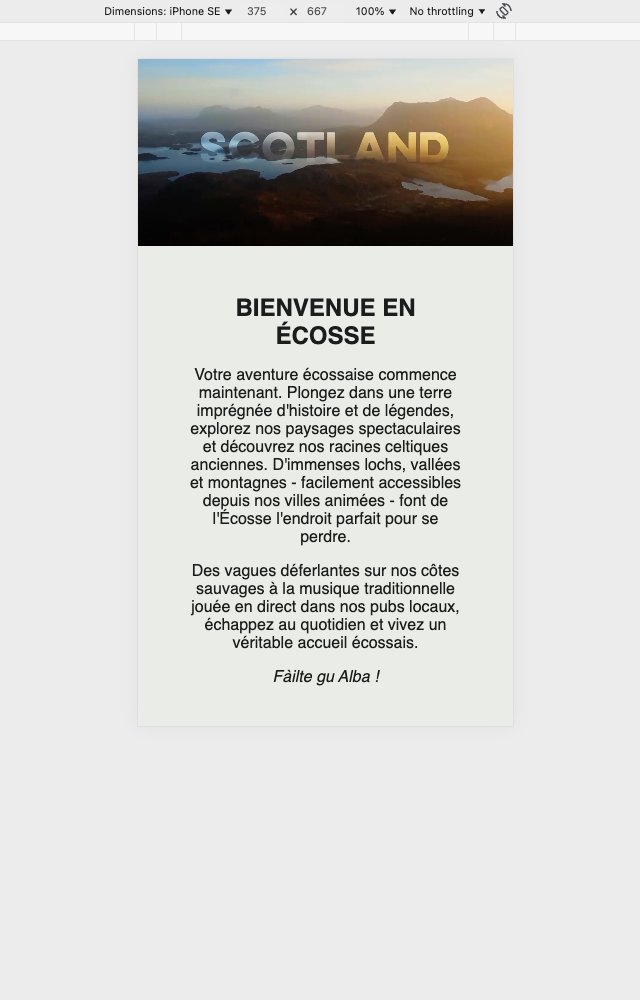 Dimensions: iPhone SE ▼ 375 × 667 100% ▼ No throttling ▼
SCOTLAND
BIENVENUE EN
ÉCOSSE
Votre aventure écossaise commence
maintenant. Plongez dans une terre
imprégnée d'histoire et de légendes,
explorez nos paysages spectaculaires
et découvrez nos racines celtiques
anciennes. D'immenses lochs, vallées
et montagnes - facilement accessibles
depuis nos villes animées - font de
l'Écosse l'endroit parfait pour se
perdre.
Des vagues déferlantes sur nos côtes
sauvages à la musique traditionnelle
jouée en direct dans nos pubs locaux,
échappez au quotidien et vivez un
véritable accueil écossais.
Fàilte gu Alba !